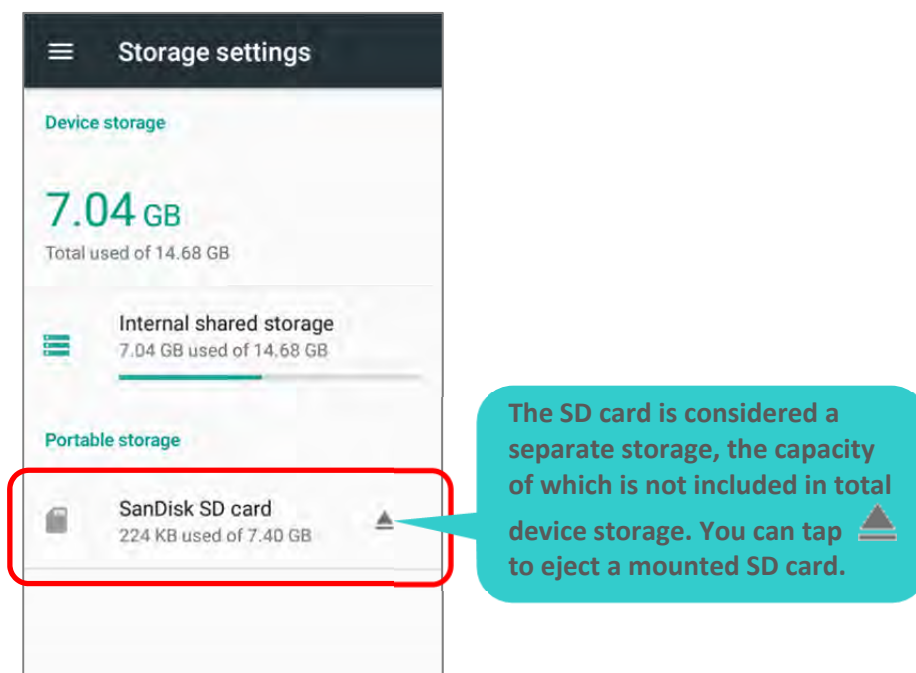 Storage settings
Device storage
7.04 GB
Total used of 14.68 GB
Internal shared storage
7.04 GB used of 14.68 GB
Portable storage
SanDisk SD card
224 KB used of 7.40 GB
The SD card is considered a
separate storage, the capacity
of which is not included in total
device storage. You can tap
to eject a mounted SD card.